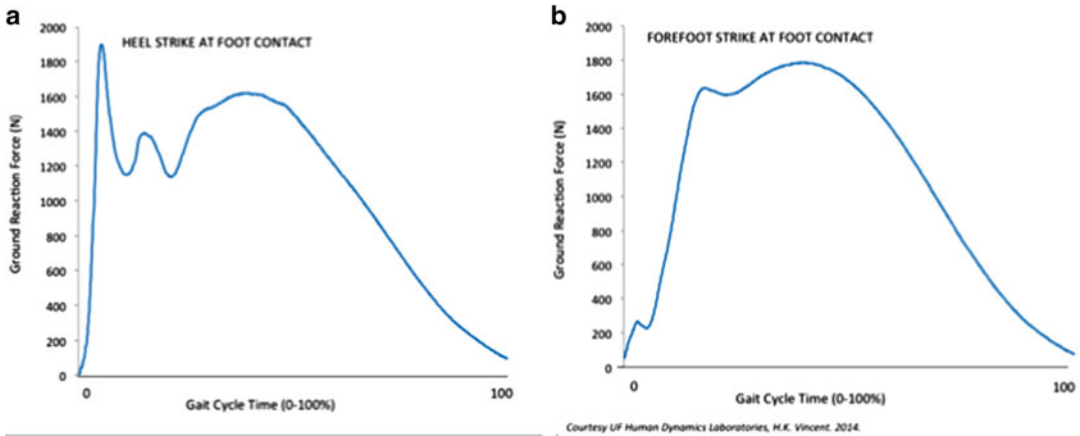 a
HEEL STRIKE AT FOOT CONTACT
Ground Reaction Force (N)
2000
1800
1600
1400
1200
1000
800
600
400
200
0
0 100
Gait Cycle Time (0-100%)
b
FOREFOOT STRIKE AT FOOT CONTACT
Ground Reaction Force (N)
2000
1800
1600
1400
1200
1000
800
600
400
200
0
0 100
Gait Cycle Time (0-100%)
Courtesy UF Human Dynamics Laboratories, H.K. Vincent. 2014.